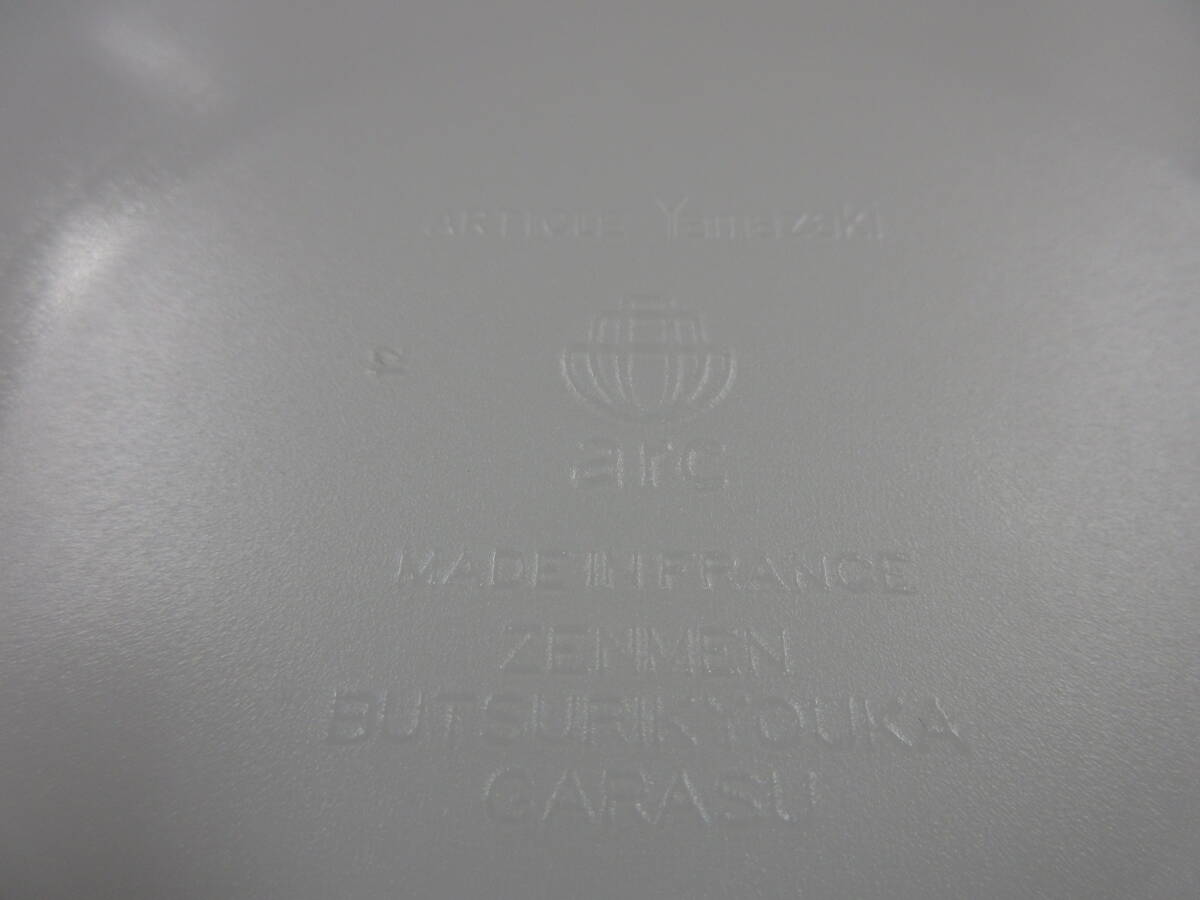 ARTICLE Yamazaki
arc
MADE IN FRANCE
ZENMEN
BUTSURIKYOUKA
GARASU